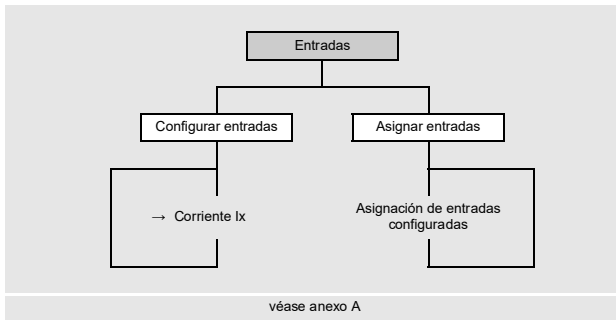 Entradas
Configurar entradas
Asignar entradas
→ Corriente Ix
Asignación de entradas
configuradas
véase anexo A